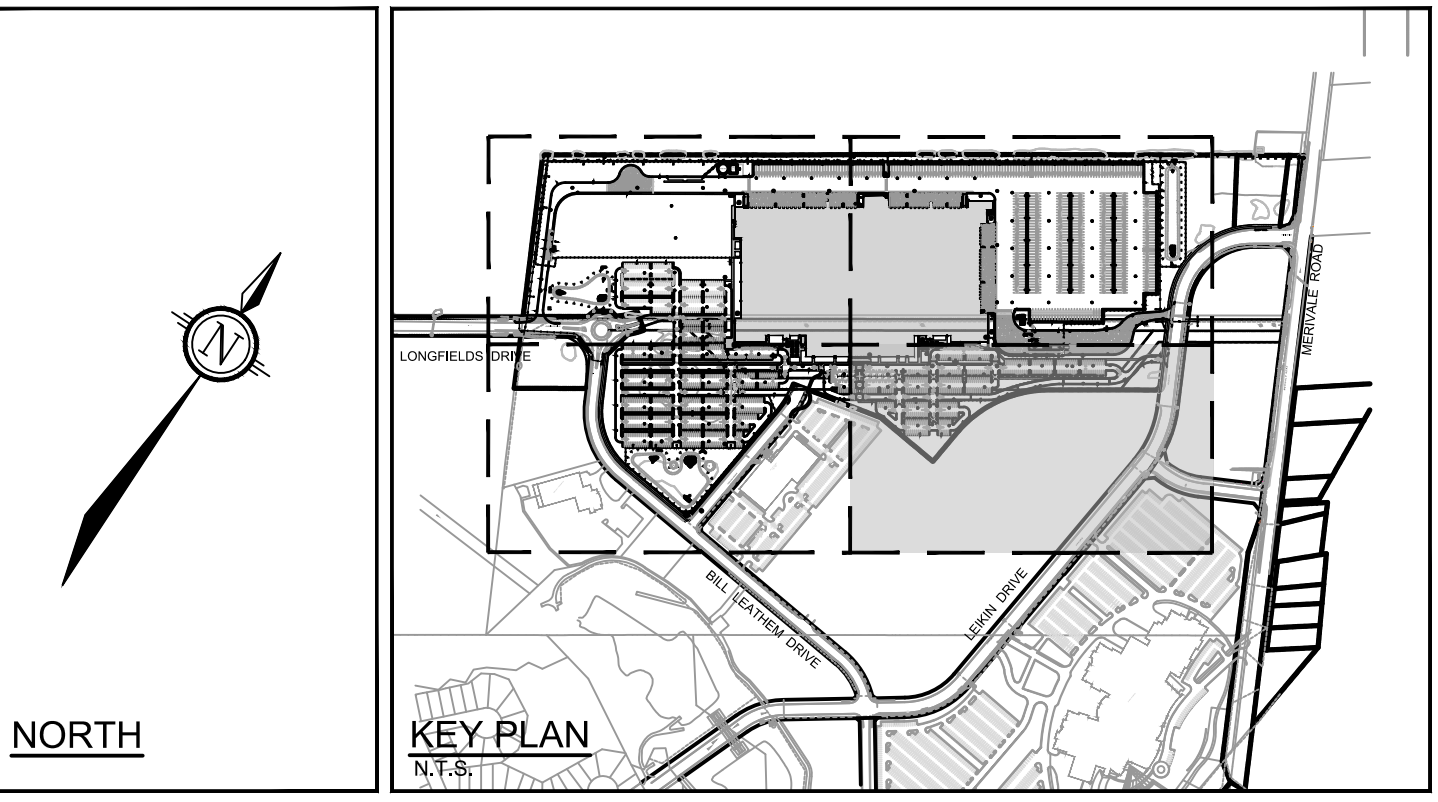 N
NORTH
LONGFIELDS DRIVE
MERIVALE ROAD
BILL LEATHEM DRIVE
LEIKIN DRIVE
KEY PLAN
N.T.S.